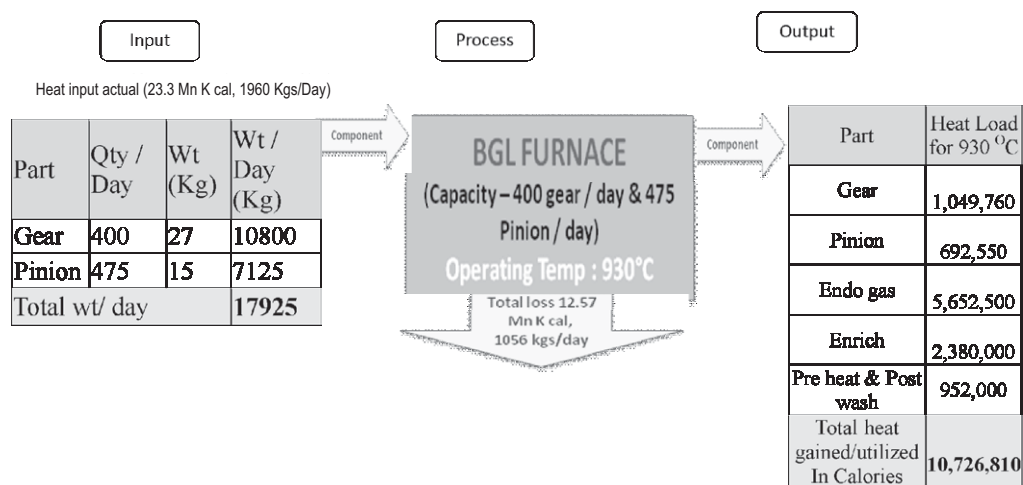 Input
Process
Output
Heat input actual (23.3 Mn K cal, 1960 Kgs/Day)
Part
Qty /
Day
Wt
(Kg)
Wt /
Day
(Kg)
Gear 400 27 10800
Pinion 475 15 7125
Total wt/ day 17925
Component
BGL FURNACE
(Capacity – 400 gear / day & 475
Pinion / day)
Operating Temp : 930°C
Total loss 12.57
Mn K cal,
1056 kgs/day
Component
Part
Heat Load
for 930 °C
Gear 1,049,760
Pinion 692,550
Endo gas 5,652,500
Enrich 2,380,000
Pre heat & Post
wash
952,000
Total heat
gained/utilized
In Calories
10,726,810